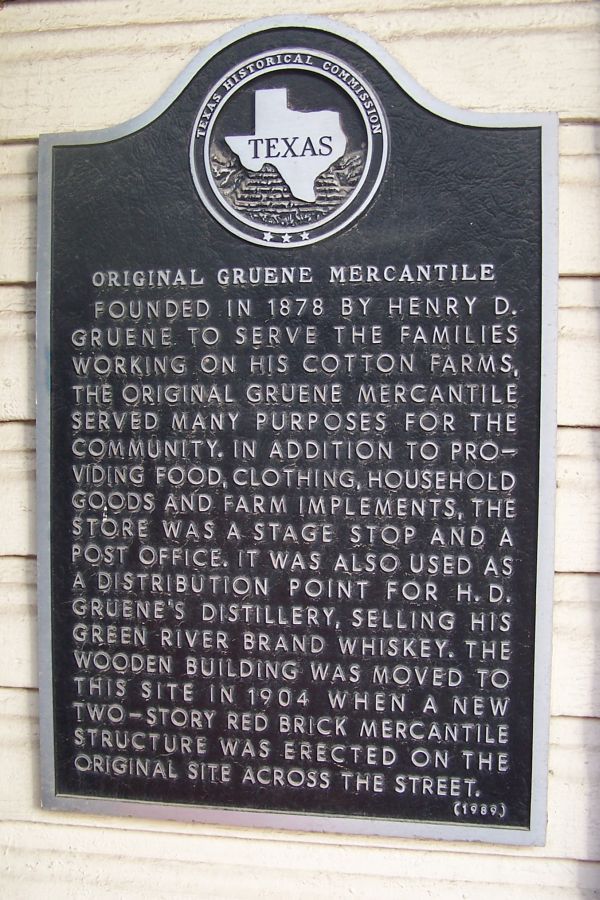 TEXAS HISTORICAL COMMISSION
TEXAS
ORIGINAL GRUENE MERCANTILE
FOUNDED IN 1878 BY HENRY D.
GRUENE TO SERVE THE FAMILIES
WORKING ON HIS COTTON FARMS,
THE ORIGINAL GRUENE MERCANTILE
SERVED MANY PURPOSES FOR THE
COMMUNITY. IN ADDITION TO PRO-
VIDING FOOD, CLOTHING, HOUSEHOLD
GOODS AND FARM IMPLEMENTS, THE
STORE WAS A STAGE STOP AND A
POST OFFICE. IT WAS ALSO USED AS
A DISTRIBUTION POINT FOR H. D.
GRUENE'S DISTILLERY, SELLING HIS
GREEN RIVER BRAND WHISKEY. THE
WOODEN BUILDING WAS MOVED TO
THIS SITE IN 1904 WHEN A NEW
TWO-STORY RED BRICK MERCANTILE
STRUCTURE WAS ERECTED ON THE
ORIGINAL SITE ACROSS THE STREET.
(1989)